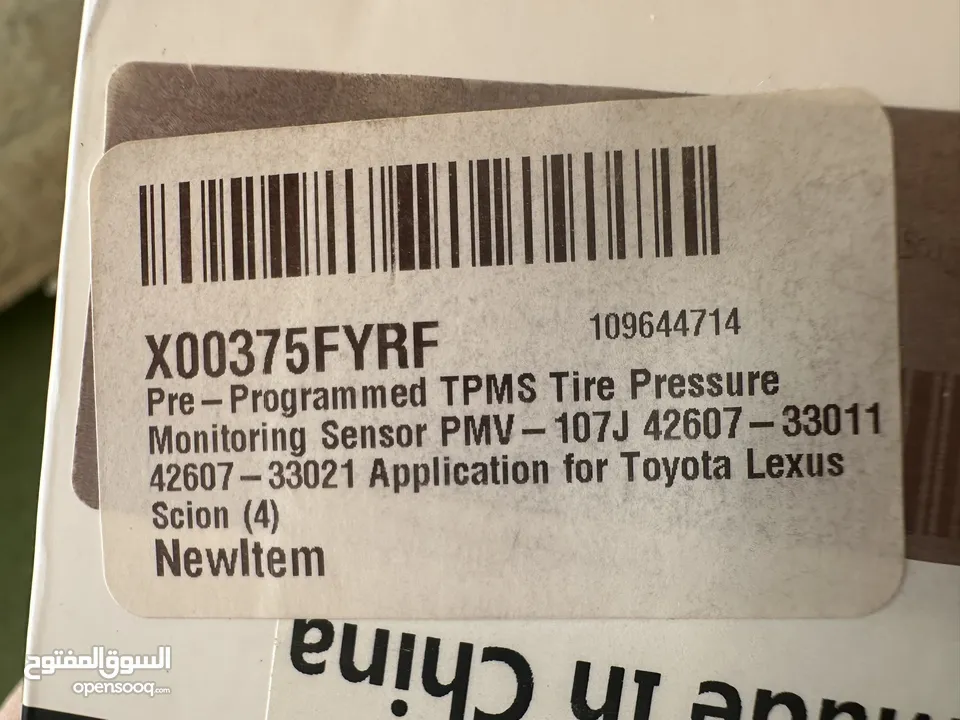 X00375FYRF
109644714
Pre-Programmed TPMS Tire Pressure
Monitoring Sensor PMV-107J 42607-33011
42607-33021 Application for Toyota Lexus
Scion (4)
NewItem
Made In China
السوق المفتوح
opensooq.com